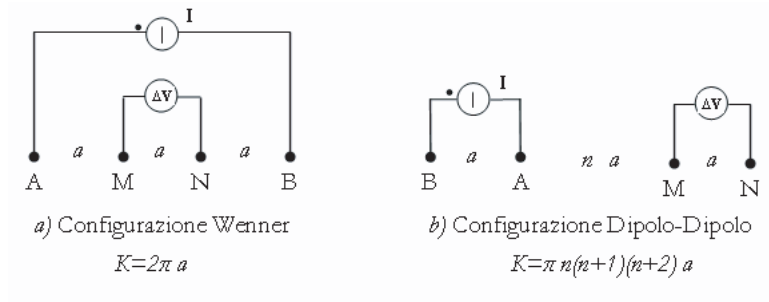 I
ΔV
a a a
A M N B
a) Configurazione Wenner
K=2π a
I
ΔV
a n a a
B A M N
b) Configurazione Dipolo-Dipolo
K=π n(n+1)(n+2) a